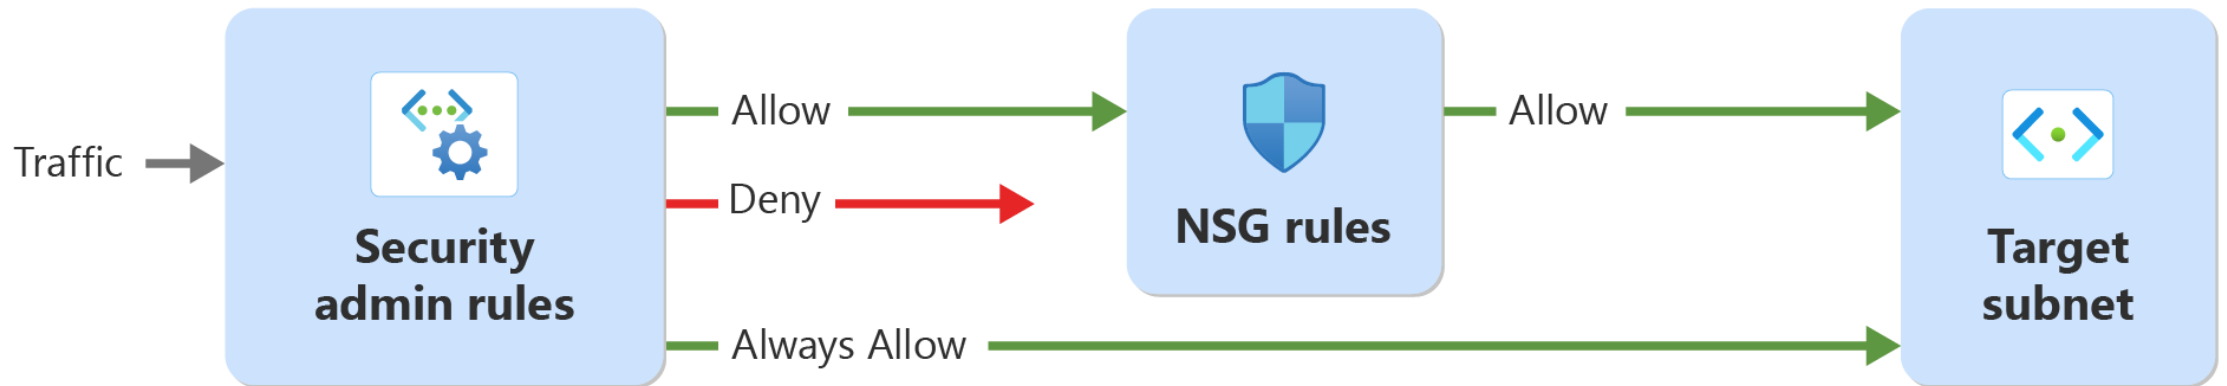 Traffic
Security
admin rules
Allow
Deny
Always Allow
NSG rules
Allow
Target
subnet